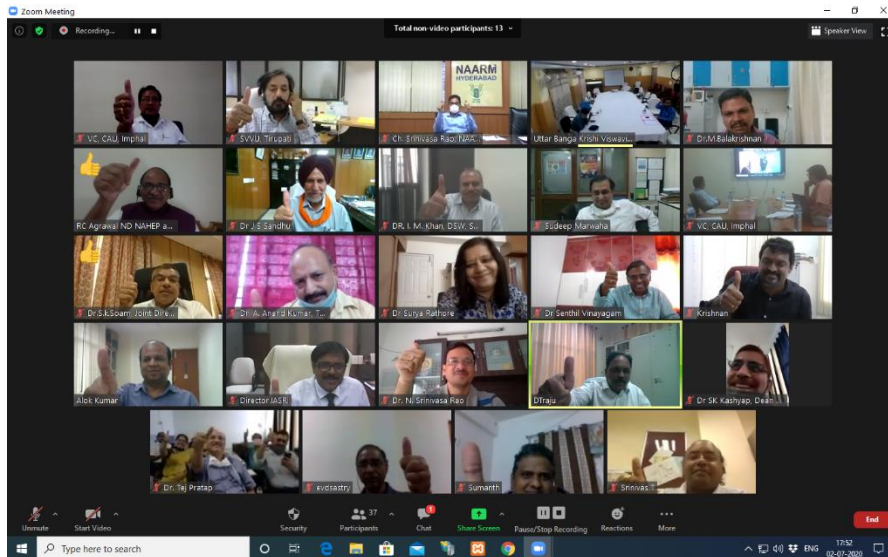 Zoom Meeting
Recording...
Total non-video participants: 13
Speaker View
NAARM
HYDERABAD
VC, CAU, Imphal
SVVU, Tirupati
Ch. Srinivasa Rao, NAA...
Uttar Banga Krishi Viswavi...
Dr.M.Balakrishnan
RC Agrawal ND NAHEP a...
Dr J S Sandhu
DR. I. M. Khan, DSW, S...
Sudeep Marwaha
VC, CAU, Imphal
Dr.S.k.Soam, Joint Dire...
Dr. A. Anand Kumar, T...
Dr Surya Rathore
Dr Senthil Vinayagam
Krishnan
Alok Kumar
Director IASRI
Dr. N. Srinivasa Rao
DTraju
Dr SK Kashyap, Dean ...
Dr. Tej Pratap
evdsastry
Sumanth
Srinivas T
Unmute
Start Video
Security
37
Participants
1
Chat
Share Screen
Pause/Stop Recording
Reactions
More
End
Type here to search
ENG
17:52
02-07-2020